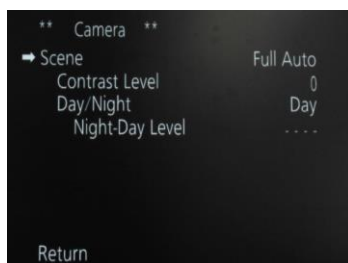 ** Camera **
➡ Scene Full Auto
Contrast Level 0
Day/Night Day
Night-Day Level - - - -
Return